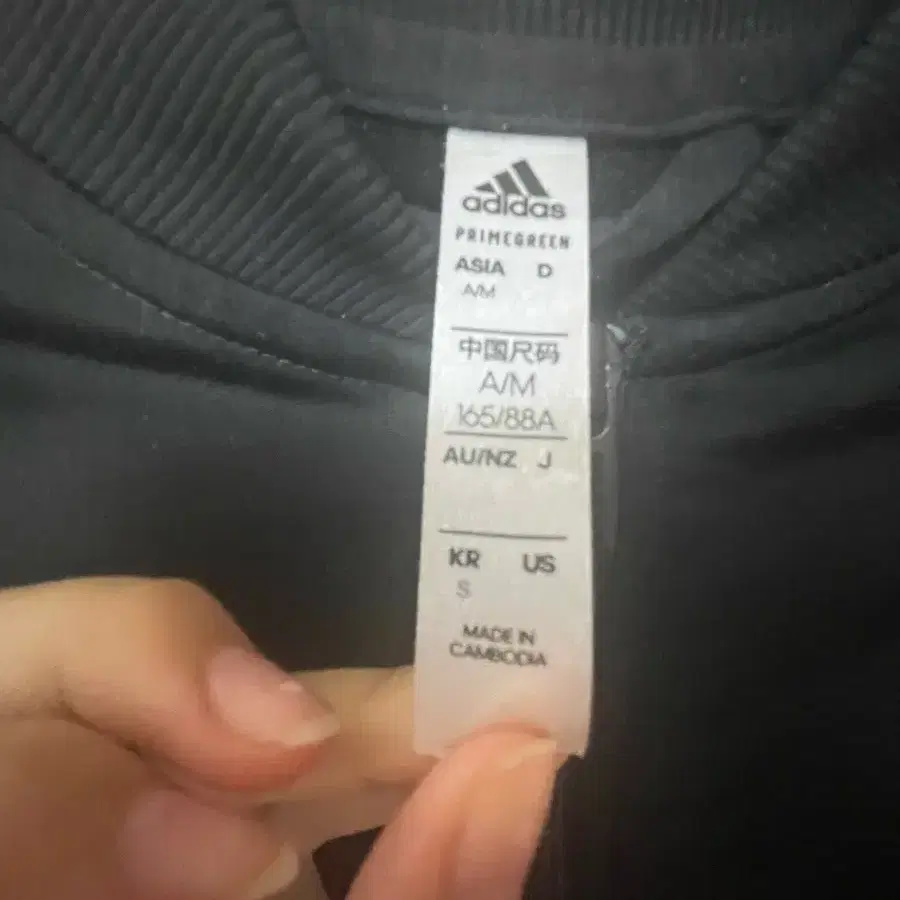 adidas
PRIMEGREEN
ASIA D
A/M
中国尺码
A/M
165/88A
AU/NZ J
KR US
S
MADE IN
CAMBODIA